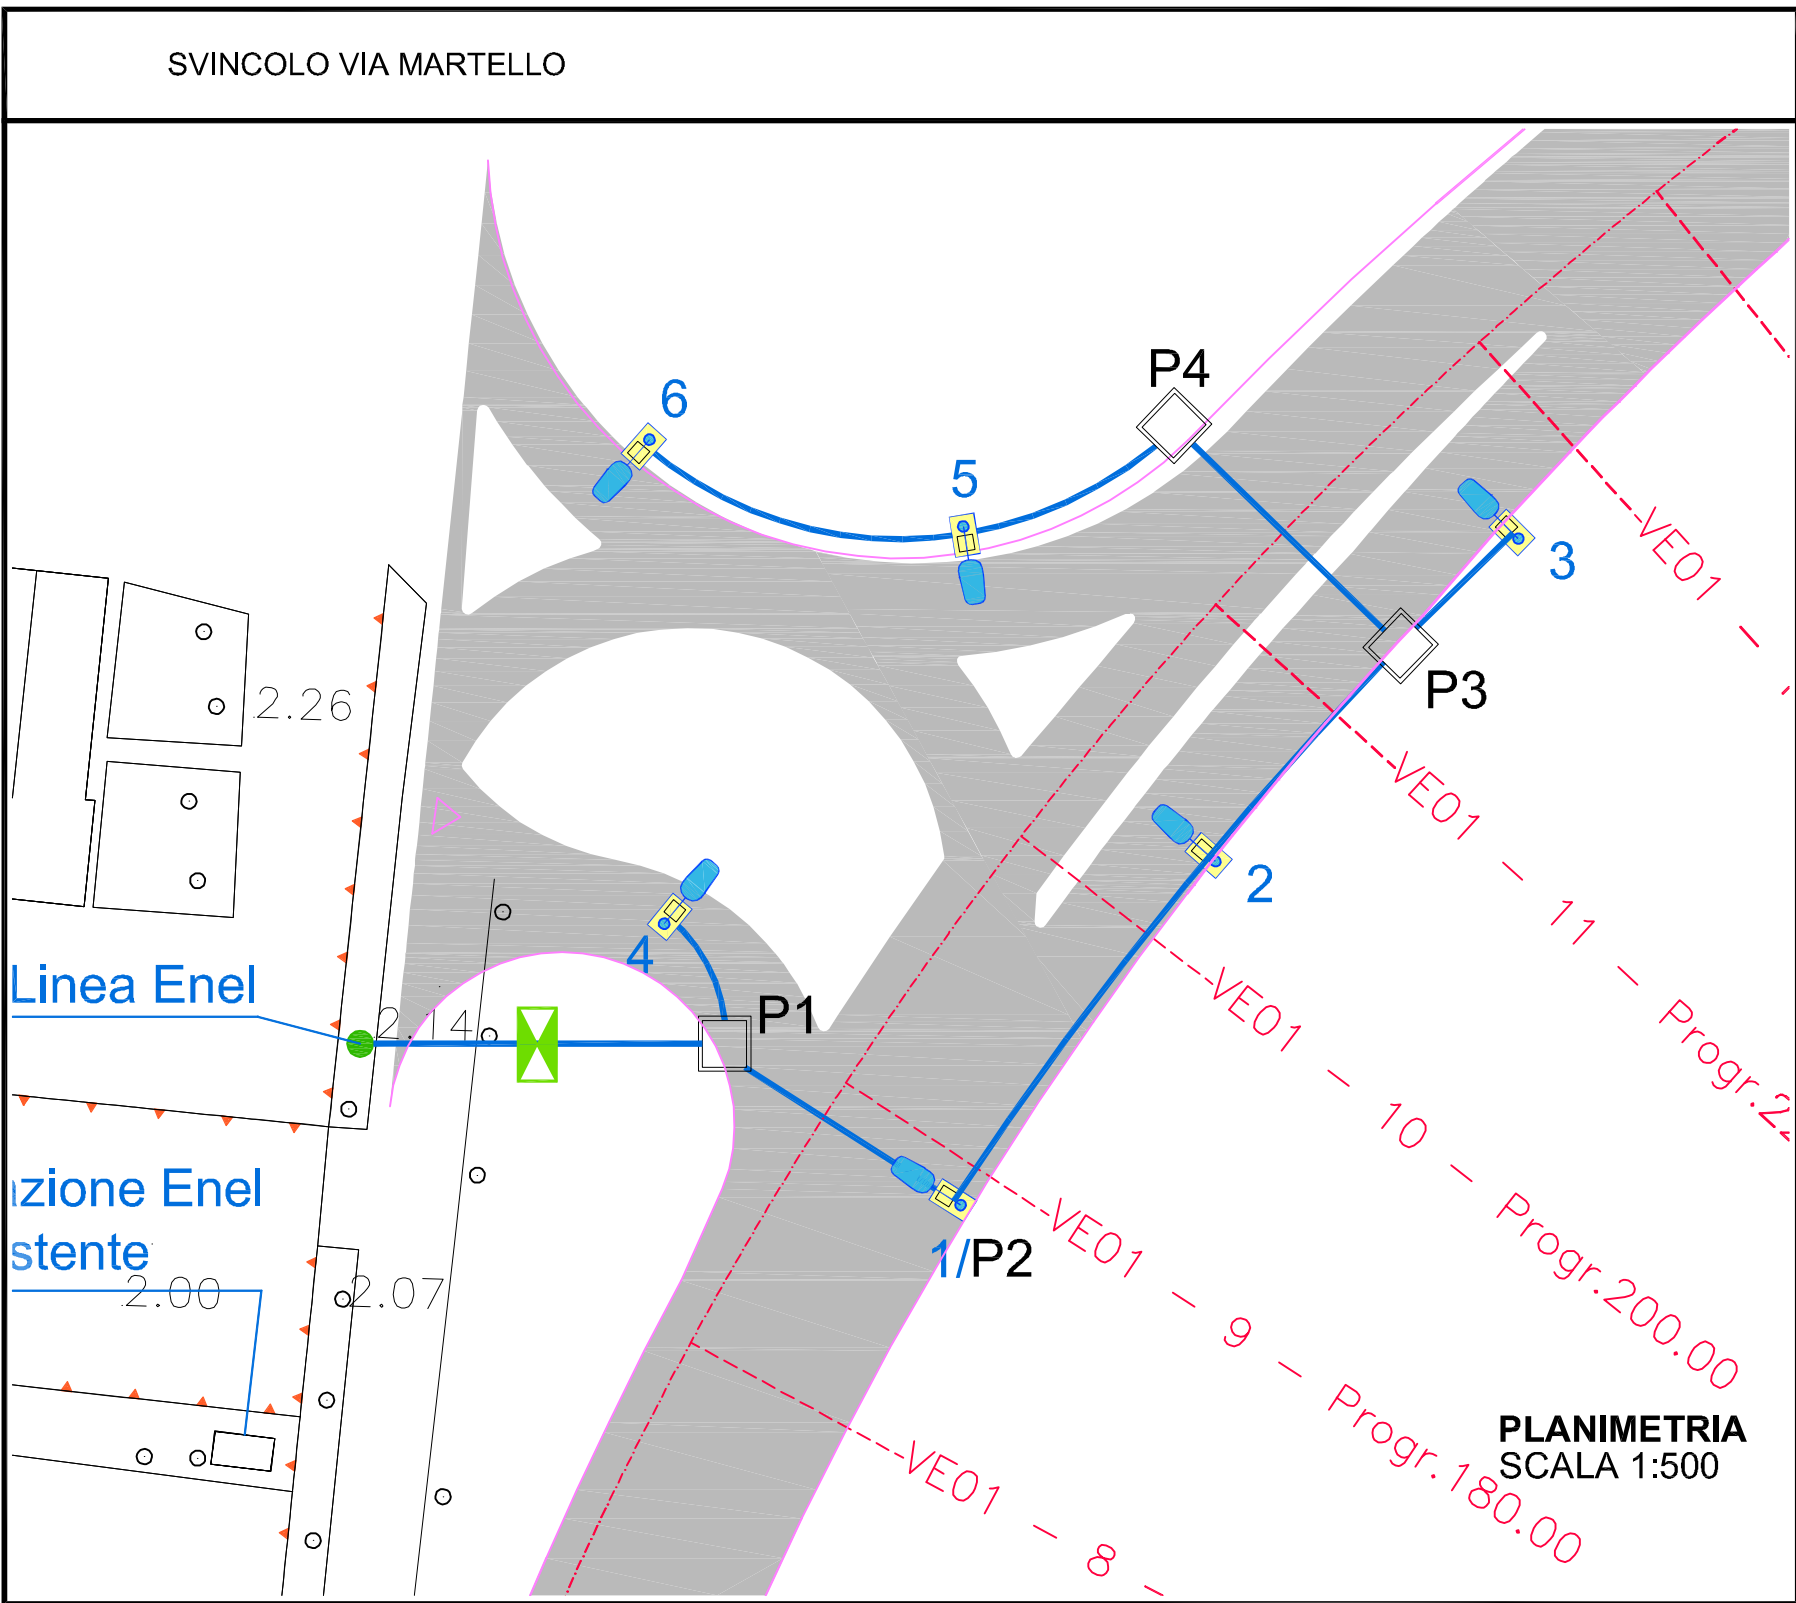 SVINCOLO VIA MARTELLO
P4
6
5
3
VE01
P3
2.26
VE01 - 11 - Progr.22
2
4
Linea Enel
2.14
P1
VE01 - 10 - Progr.200.00
zione Enel
stente
1/P2
2.00
2.07
VE01 - 9 - Progr.180.00
PLANIMETRIA
SCALA 1:500
VE01 - 8 -